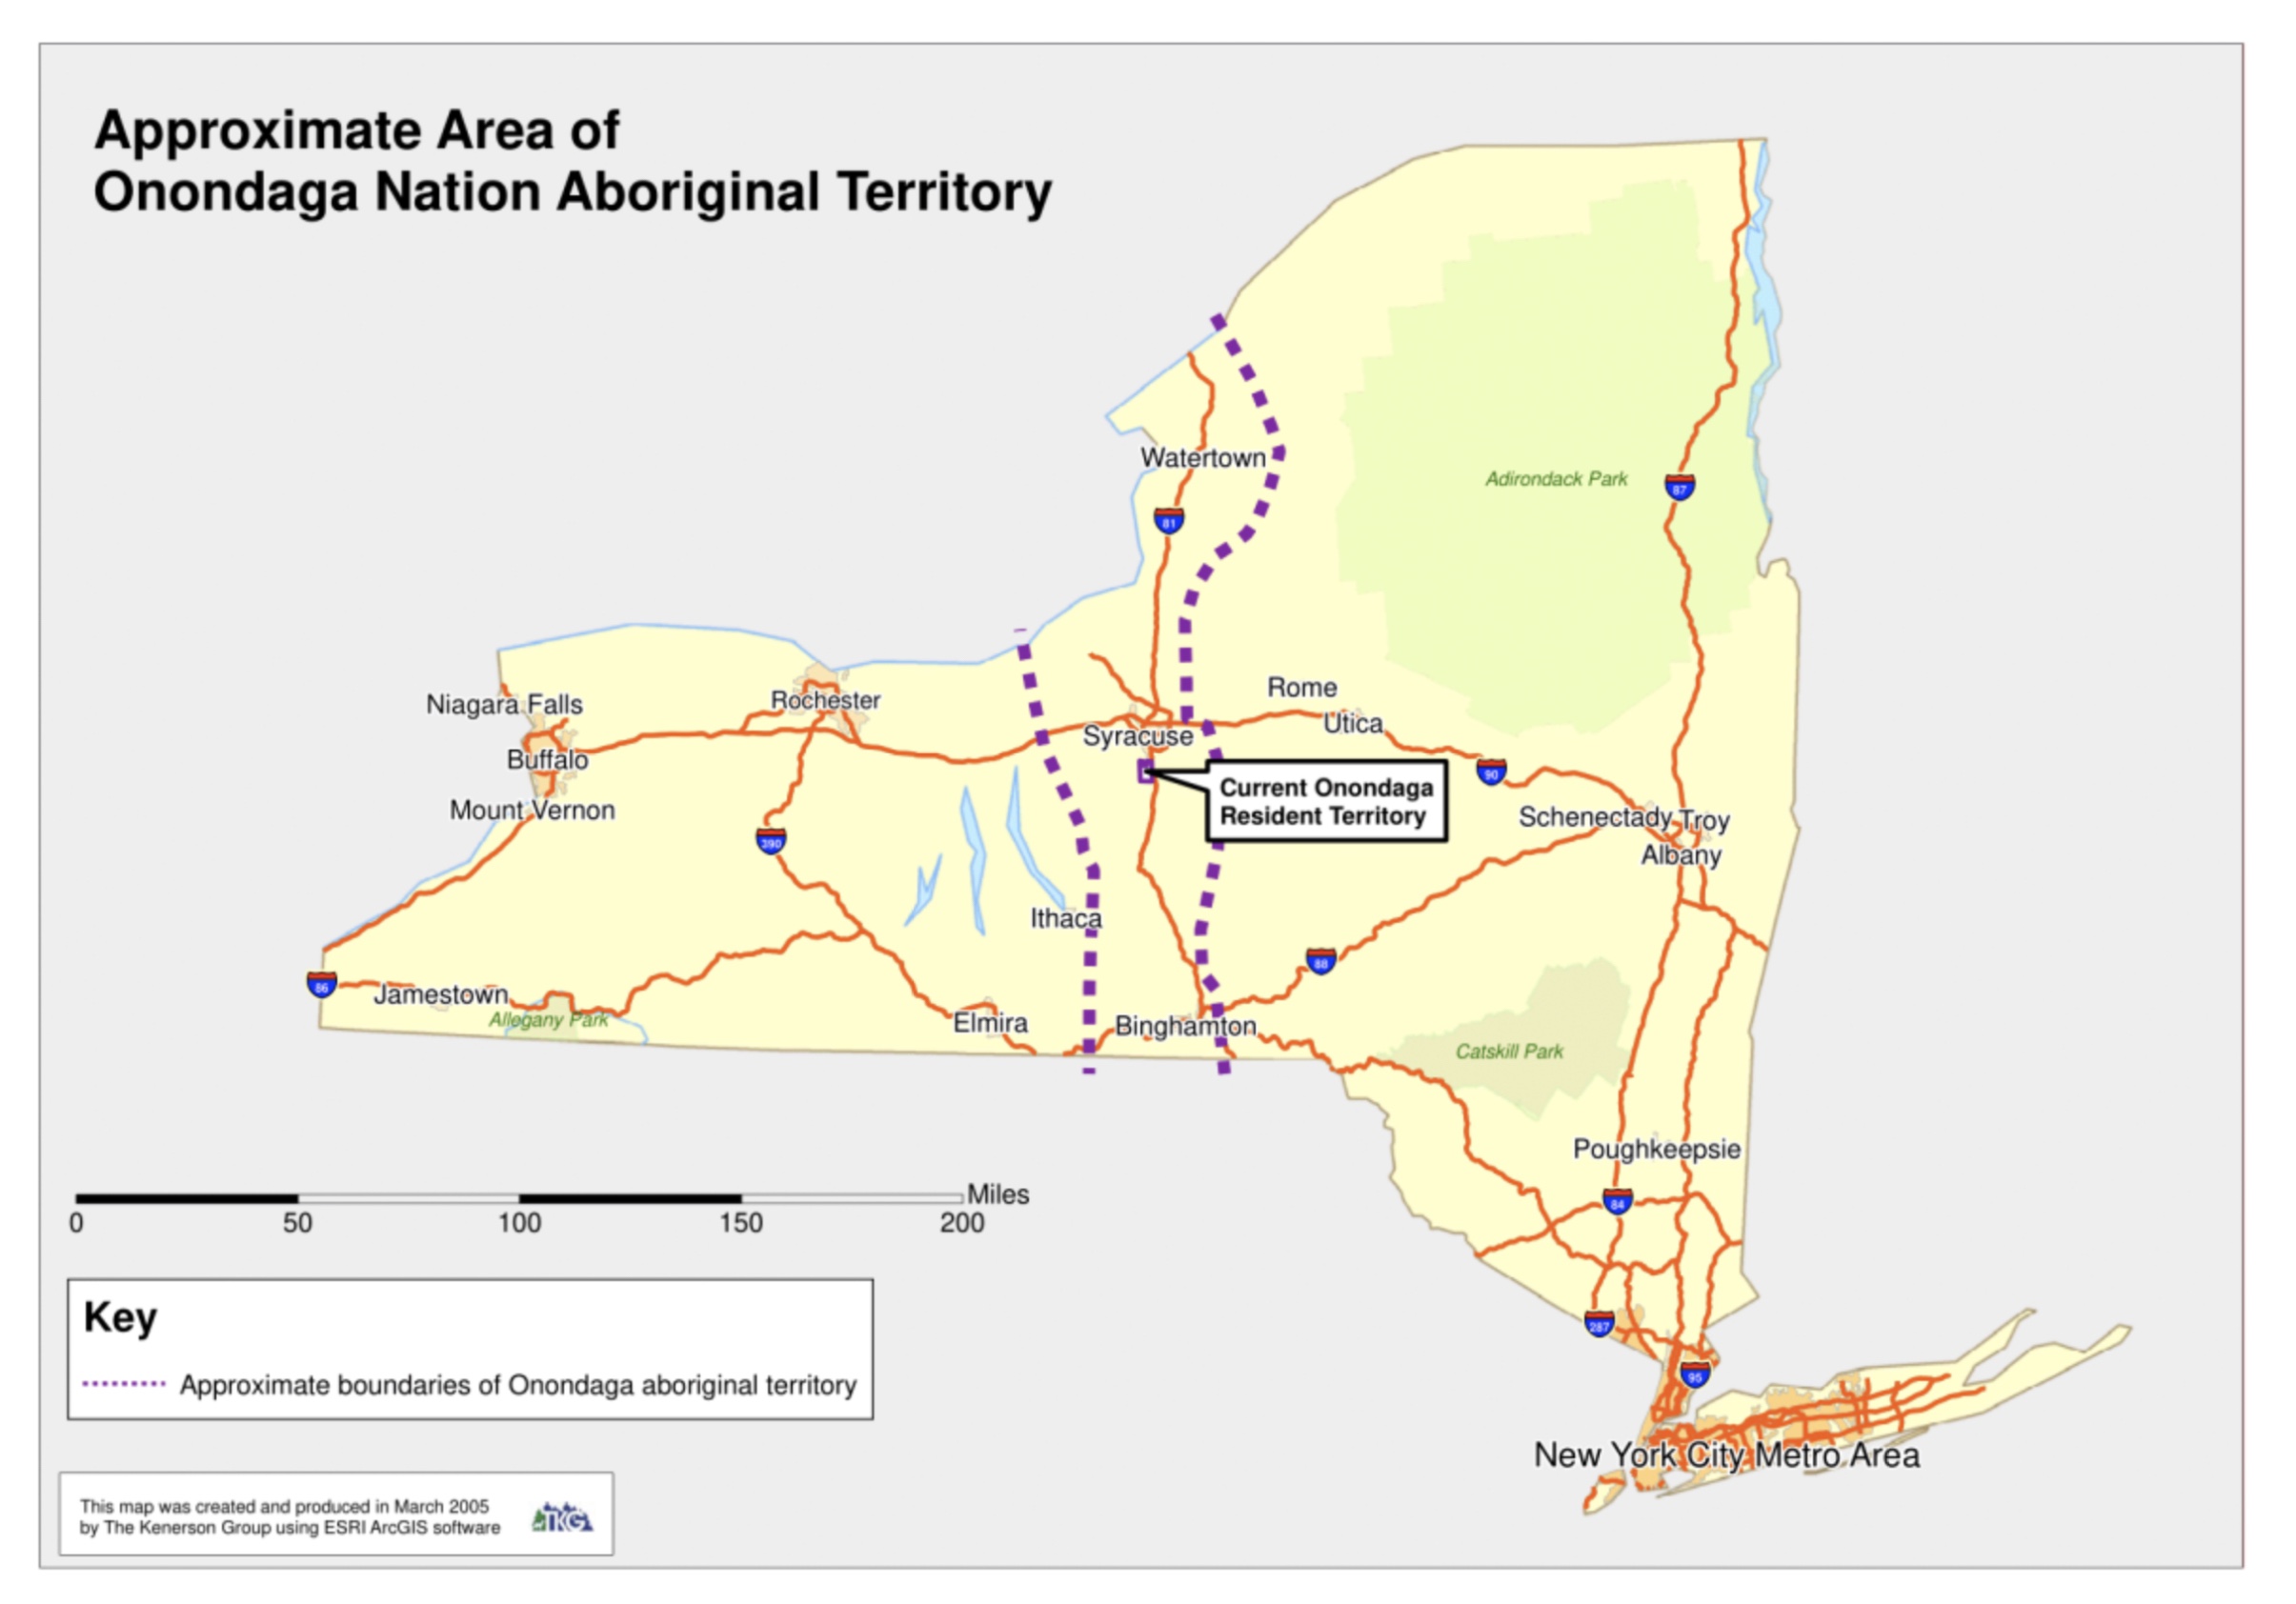 Approximate Area of
Onondaga Nation Aboriginal Territory
Watertown
Adirondack Park
87
81
Rome
Niagara Falls
Rochester
Utica
Syracuse
Buffalo
90
Current Onondaga
Resident Territory
Mount Vernon
Schenectady
Troy
390
Albany
Ithaca
88
86
Jamestown
Allegany Park
Elmira
Binghamton
Catskill Park
Poughkeepsie
Miles
0 50 100 150 200
84
Key
287
Approximate boundaries of Onondaga aboriginal territory
95
New York City Metro Area
This map was created and produced in March 2005
by The Kenerson Group using ESRI ArcGIS software
TKG